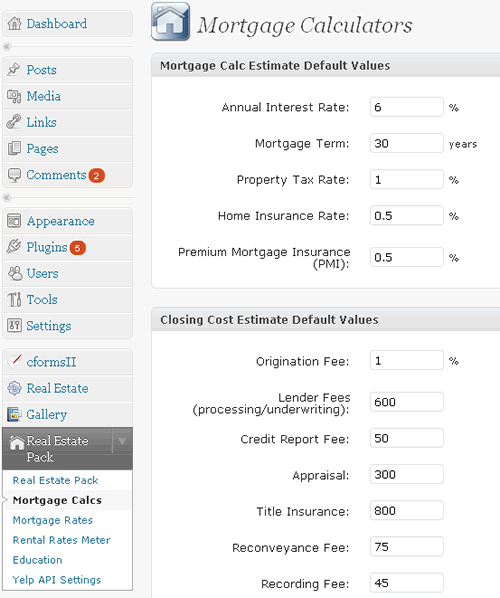 Dashboard
Posts
Media
Links
Pages
Comments 2
Appearance
Plugins 5
Users
Tools
Settings
cformsII
Real Estate
Gallery
Real Estate
Pack
Real Estate Pack
Mortgage Calcs
Mortgage Rates
Rental Rates Meter
Education
Yelp API Settings
Mortgage Calculators
Mortgage Calc Estimate Default Values
Annual Interest Rate: 6 %
Mortgage Term: 30 years
Property Tax Rate: 1 %
Home Insurance Rate: 0.5 %
Premium Mortgage Insurance
(PMI): 0.5 %
Closing Cost Estimate Default Values
Origination Fee: 1 %
Lender Fees
(processing/underwriting): 600
Credit Report Fee: 50
Appraisal: 300
Title Insurance: 800
Reconveyance Fee: 75
Recording Fee: 45